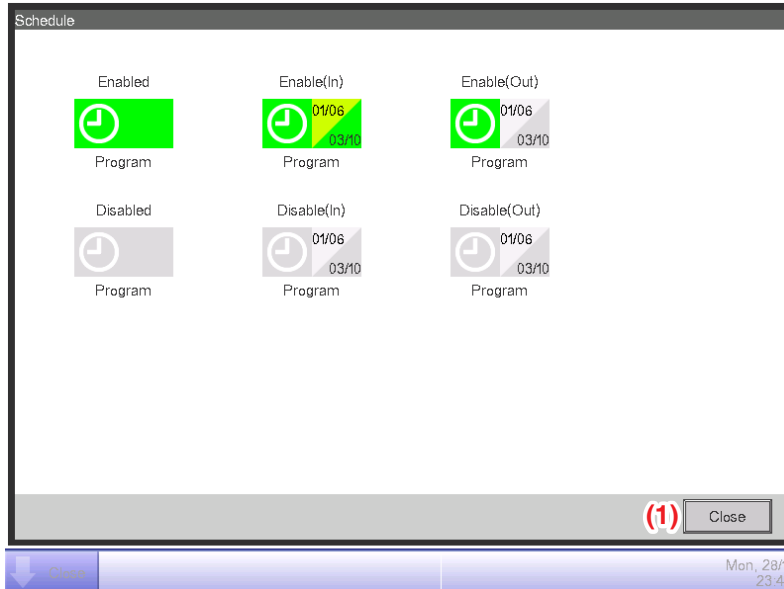 Schedule
Enabled Enable(In) Enable(Out)
01/06 01/06
03/10 03/10
Program Program Program
Disabled Disable(In) Disable(Out)
01/06 01/06
03/10 03/10
Program Program Program
(1) Close
Mon, 28/
23:4